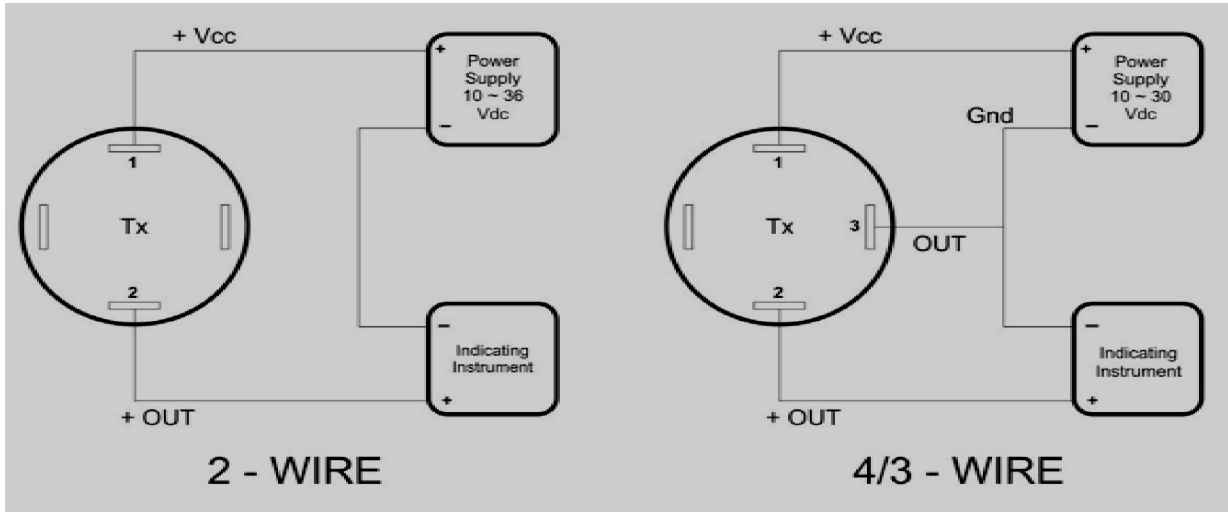 + Vcc
+
Power
Supply
10 ~ 36
Vdc
–
1
Tx
2
–
Indicating
Instrument
+
+ OUT
2 - WIRE
+ Vcc
+
Power
Supply
10 ~ 30
Vdc
Gnd
–
1
Tx
3
OUT
2
–
Indicating
Instrument
+
+ OUT
4/3 - WIRE